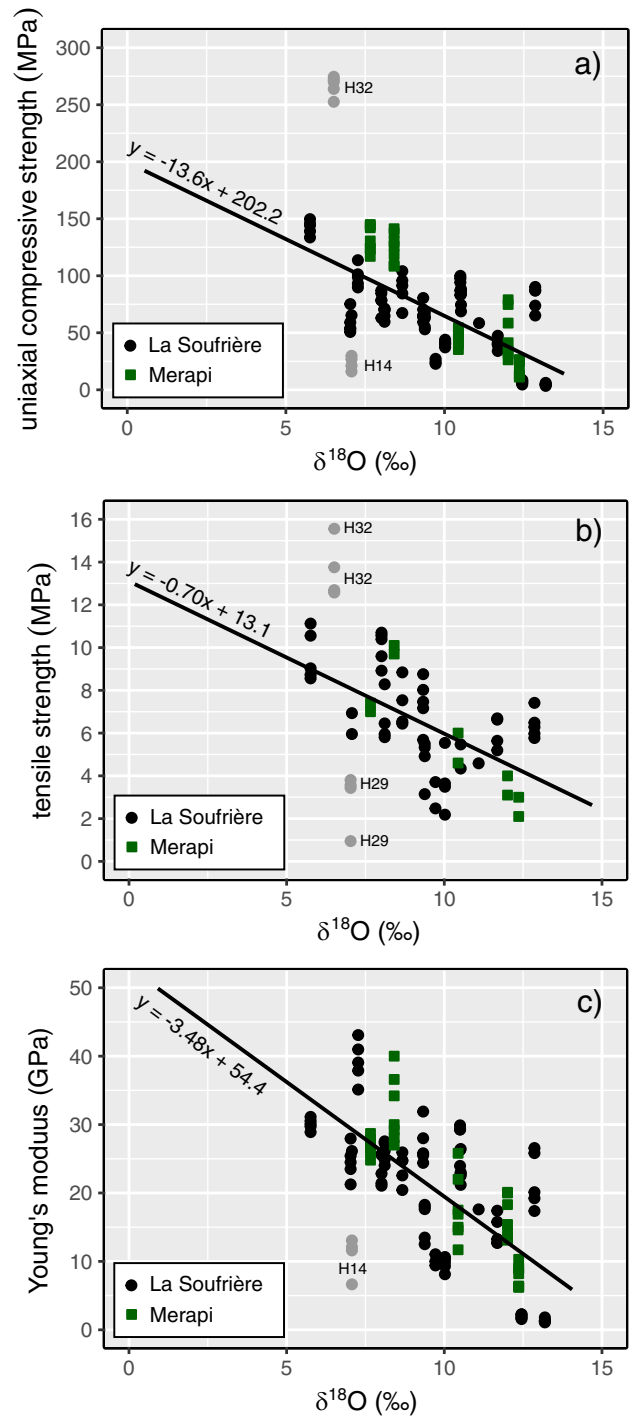 uniaxial compressive strength (MPa)
300
250
200
150
100
50
0
a)
H32
y = -13.6x + 202.2
H14
La Soufrière
Merapi
0 5 10 15
δ¹⁸O (‰)
tensile strength (MPa)
16
14
12
10
8
6
4
2
0
b)
H32
H32
y = -0.70x + 13.1
H29
H29
La Soufrière
Merapi
0 5 10 15
δ¹⁸O (‰)
Young's moduus (GPa)
50
40
30
20
10
0
c)
y = -3.48x + 54.4
H14
La Soufrière
Merapi
0 5 10 15
δ¹⁸O (‰)